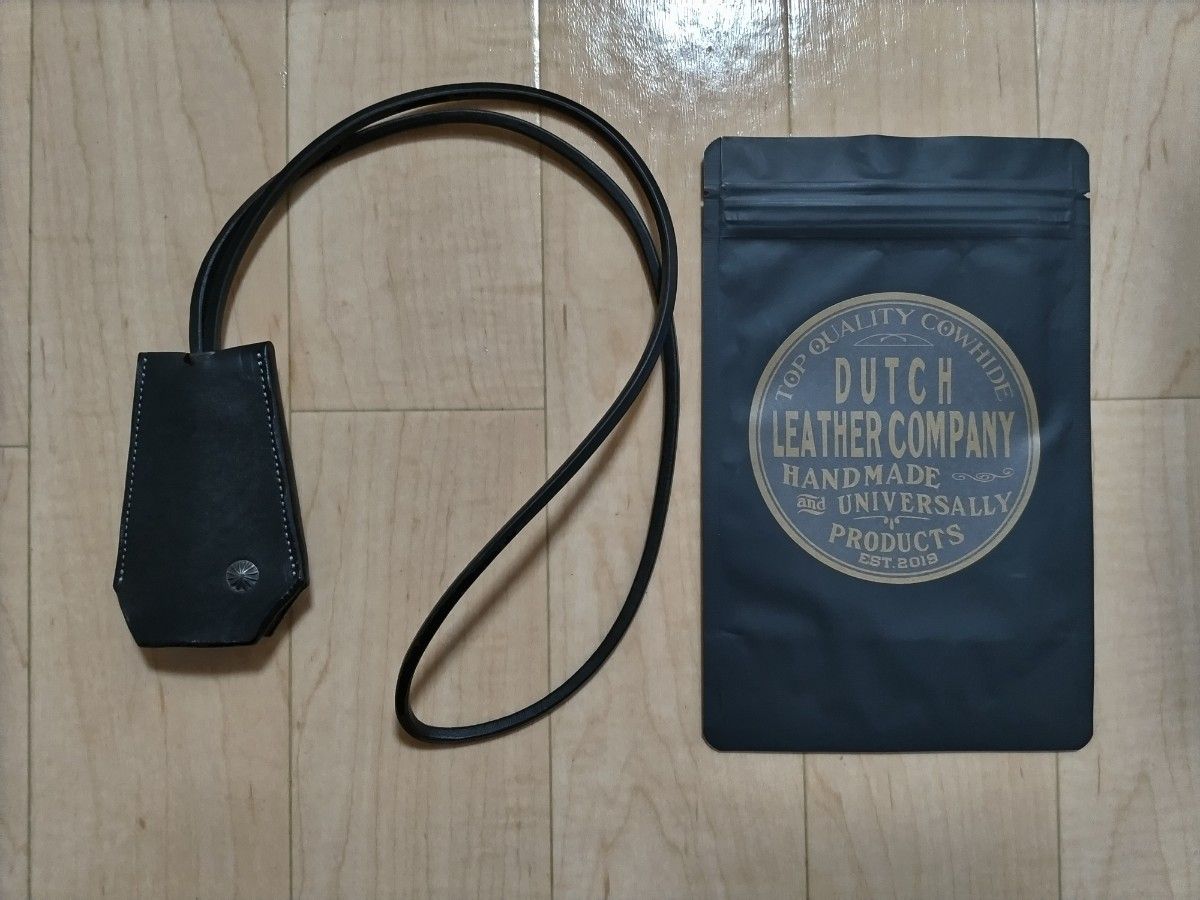 TOP QUALITY COWHIDE
DUTCH
LEATHER COMPANY
HANDMADE
and UNIVERSALLY
PRODUCTS
EST. 2019